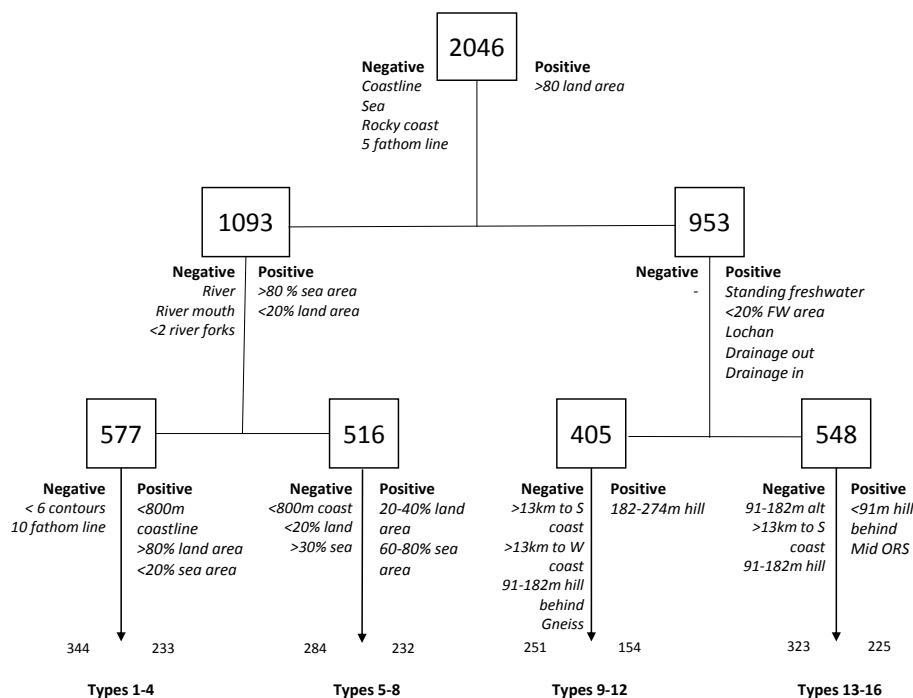 2046
Negative
Coastline
Sea
Rocky coast
5 fathom line
Positive
>80 land area
1093
Negative
River
River mouth
<2 river forks
Positive
>80 % sea area
<20% land area
953
Negative
-
Positive
Standing freshwater
<20% FW area
Lochan
Drainage out
Drainage in
577
Negative
< 6 contours
10 fathom line
Positive
<800m
coastline
>80% land area
<20% sea area
516
Negative
<800m coast
<20% land
>30% sea
Positive
20-40% land
area
60-80% sea
area
405
Negative
>13km to S
coast
>13km to W
coast
91-182m hill
behind
Gneiss
Positive
182-274m hill
548
Negative
91-182m alt
>13km to S
coast
91-182m hill
Positive
<91m hill
behind
Mid ORS
344
233
284
232
251
154
323
225
Types 1-4
Types 5-8
Types 9-12
Types 13-16